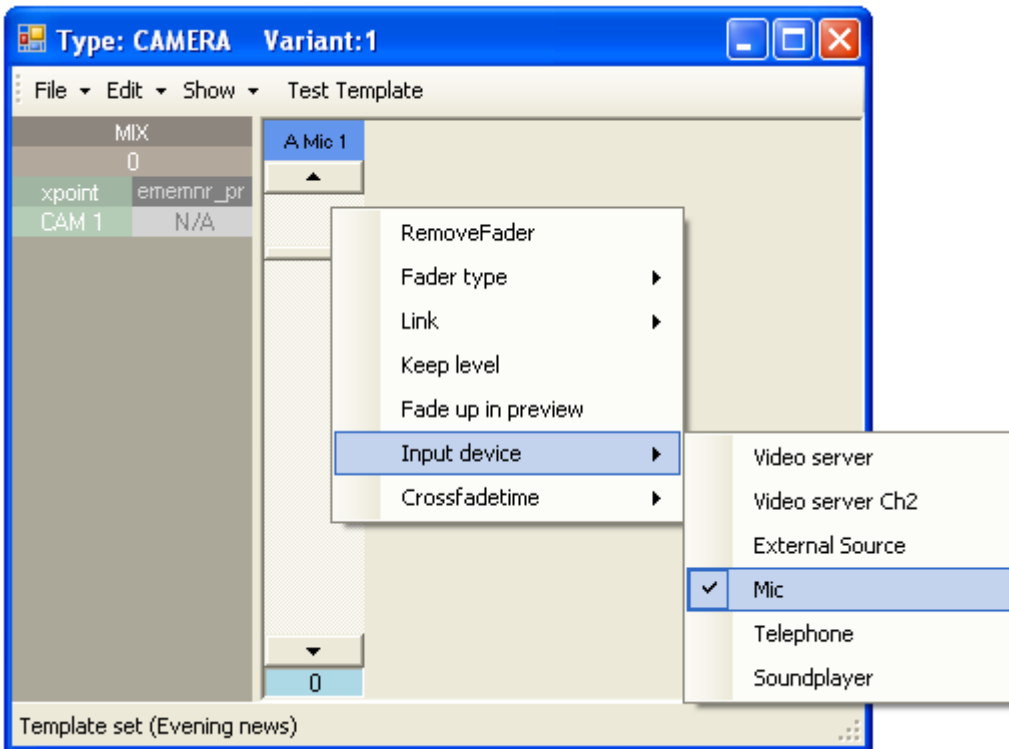 Type: CAMERA Variant:1
File Edit Show Test Template
MIX
0
xpoint ememnr_pr
CAM 1 N/A
A Mic 1
RemoveFader
Fader type
Link
Keep level
Fade up in preview
Input device
Crossfadetime
Video server
Video server Ch2
External Source
Mic
Telephone
Soundplayer
0
Template set (Evening news)